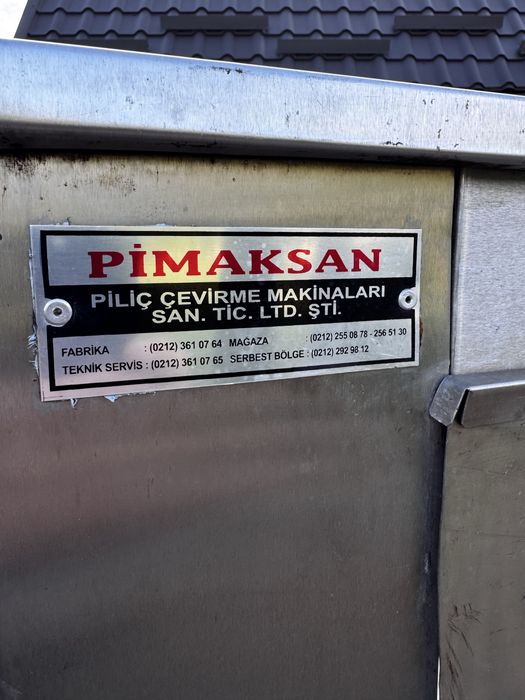 PİMAKSAN
PİLİÇ ÇEVİRME MAKİNALARI
SAN. TİC. LTD. ŞTİ.
FABRİKA : (0212) 361 07 64 MAĞAZA : (0212) 255 08 78 - 256 51 30
TEKNİK SERVİS : (0212) 361 07 65 SERBEST BÖLGE : (0212) 292 98 12